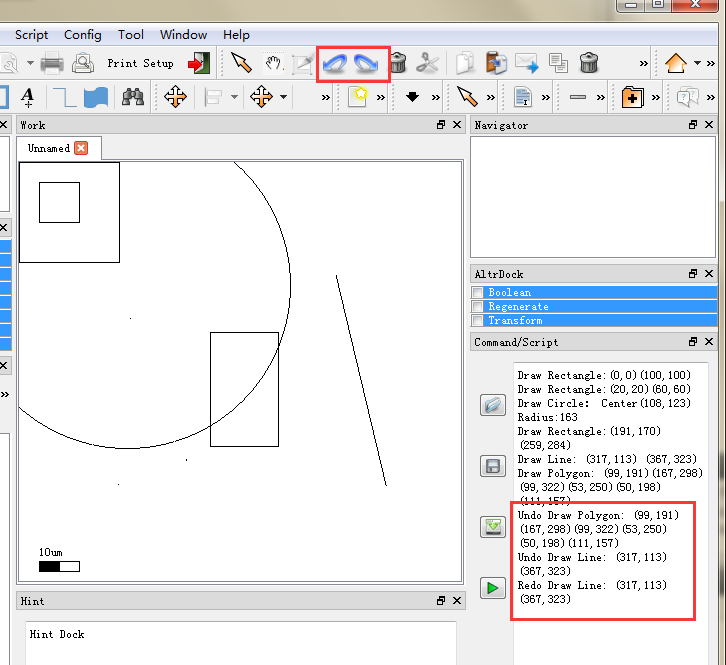 Script Config Tool Window Help
Print Setup
Work
Navigator
Unnamed
AltrDock
Boolean
Regenerate
Transform
Command/Script
Draw Rectangle:(0,0)(100,100)
Draw Rectangle:(20,20)(60,60)
Draw Circle: Center(108,123)
Radius:163
Draw Rectangle:(191,170)
(259,284)
Draw Line: (317,113) (367,323)
Draw Polygon: (99,191)(167,298)
(99,322)(53,250)(50,198)
(111,157)
Undo Draw Polygon: (99,191)
(167,298)(99,322)(53,250)
(50,198)(111,157)
Undo Draw Line: (317,113)
(367,323)
Redo Draw Line: (317,113)
(367,323)
10um
Hint
Hint Dock